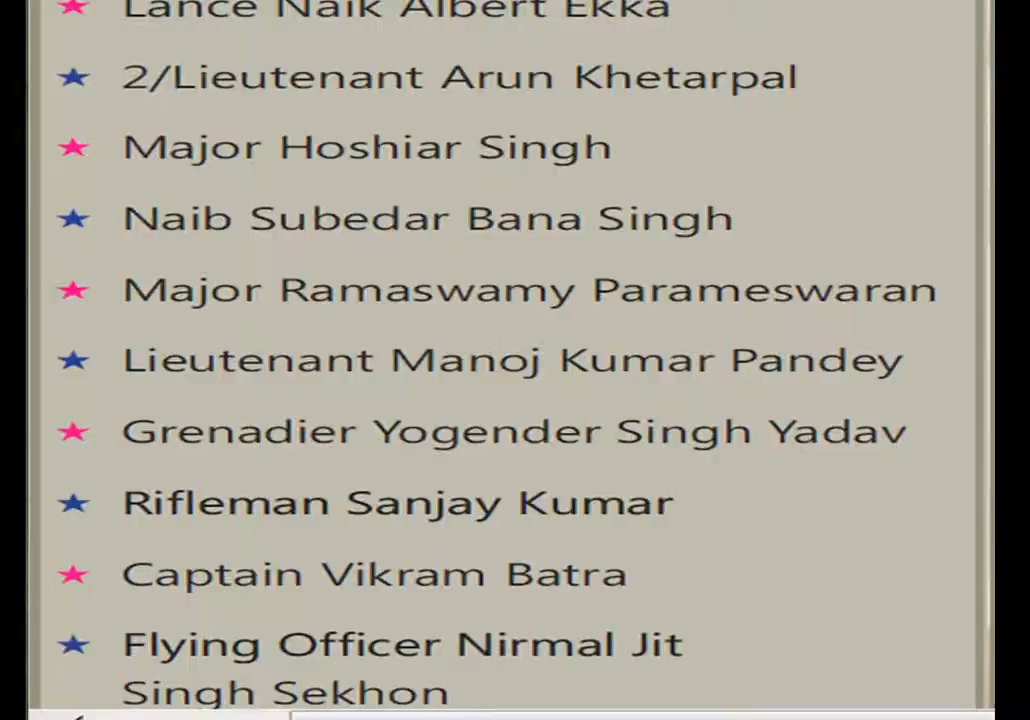 Lance Naik Albert Ekka
2/Lieutenant Arun Khetarpal
Major Hoshiar Singh
Naib Subedar Bana Singh
Major Ramaswamy Parameswaran
Lieutenant Manoj Kumar Pandey
Grenadier Yogender Singh Yadav
Rifleman Sanjay Kumar
Captain Vikram Batra
Flying Officer Nirmal Jit
Singh Sekhon